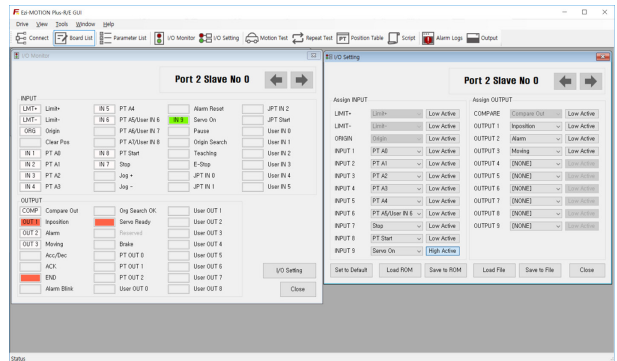 Ezi-MOTION Plus-R/E GUI
Drive View Tools Window Help
Connect Board List Parameter List I/O Monitor I/O Setting Motion Test Repeat Test PT Position Table Script Alarm Logs Output
I/O Monitor
Port 2 Slave No 0
INPUT
LMT+ Limit+ IN 5 PT A4 Alarm Reset JPT IN 2
LMT- Limit- IN 6 PT A5/User IN 6 IN 9 Servo On JPT Start
ORG Origin PT A6/User IN 7 Pause User IN 0
Clear Pos PT A7/User IN 8 Origin Search User IN 1
IN 1 PT A0 IN 8 PT Start Teaching User IN 2
IN 2 PT A1 IN 7 Stop E-Stop User IN 3
IN 3 PT A2 Jog + JPT IN 0 User IN 4
IN 4 PT A3 Jog - JPT IN 1 User IN 5
OUTPUT
COMP Compare Out Org Search OK User OUT 1
OUT 1 Inposition Servo Ready User OUT 2
OUT 2 Alarm Reserved User OUT 3
OUT 3 Moving Brake User OUT 4
Acc/Dec PT OUT 0 User OUT 5
ACK PT OUT 1 User OUT 6
END PT OUT 2 User OUT 7
Alarm Blink User OUT 0 User OUT 8
I/O Setting
Close
I/O Setting
Port 2 Slave No 0
Assign INPUT
LIMIT+ Limit+ Low Active
LIMIT- Limit- Low Active
ORIGIN Origin Low Active
INPUT 1 PT A0 Low Active
INPUT 2 PT A1 Low Active
INPUT 3 PT A2 Low Active
INPUT 4 PT A3 Low Active
INPUT 5 PT A4 Low Active
INPUT 6 PT A5/User IN 6 Low Active
INPUT 7 Stop Low Active
INPUT 8 PT Start Low Active
INPUT 9 Servo On High Active
Assign OUTPUT
COMPARE Compare Out Low Active
OUTPUT 1 Inposition Low Active
OUTPUT 2 Alarm Low Active
OUTPUT 3 Moving Low Active
OUTPUT 4 [NONE] Low Active
OUTPUT 5 [NONE] Low Active
OUTPUT 6 [NONE] Low Active
OUTPUT 7 [NONE] Low Active
OUTPUT 8 [NONE] Low Active
OUTPUT 9 [NONE] Low Active
Set to Default Load ROM Save to ROM Load File Save to File Close
Status